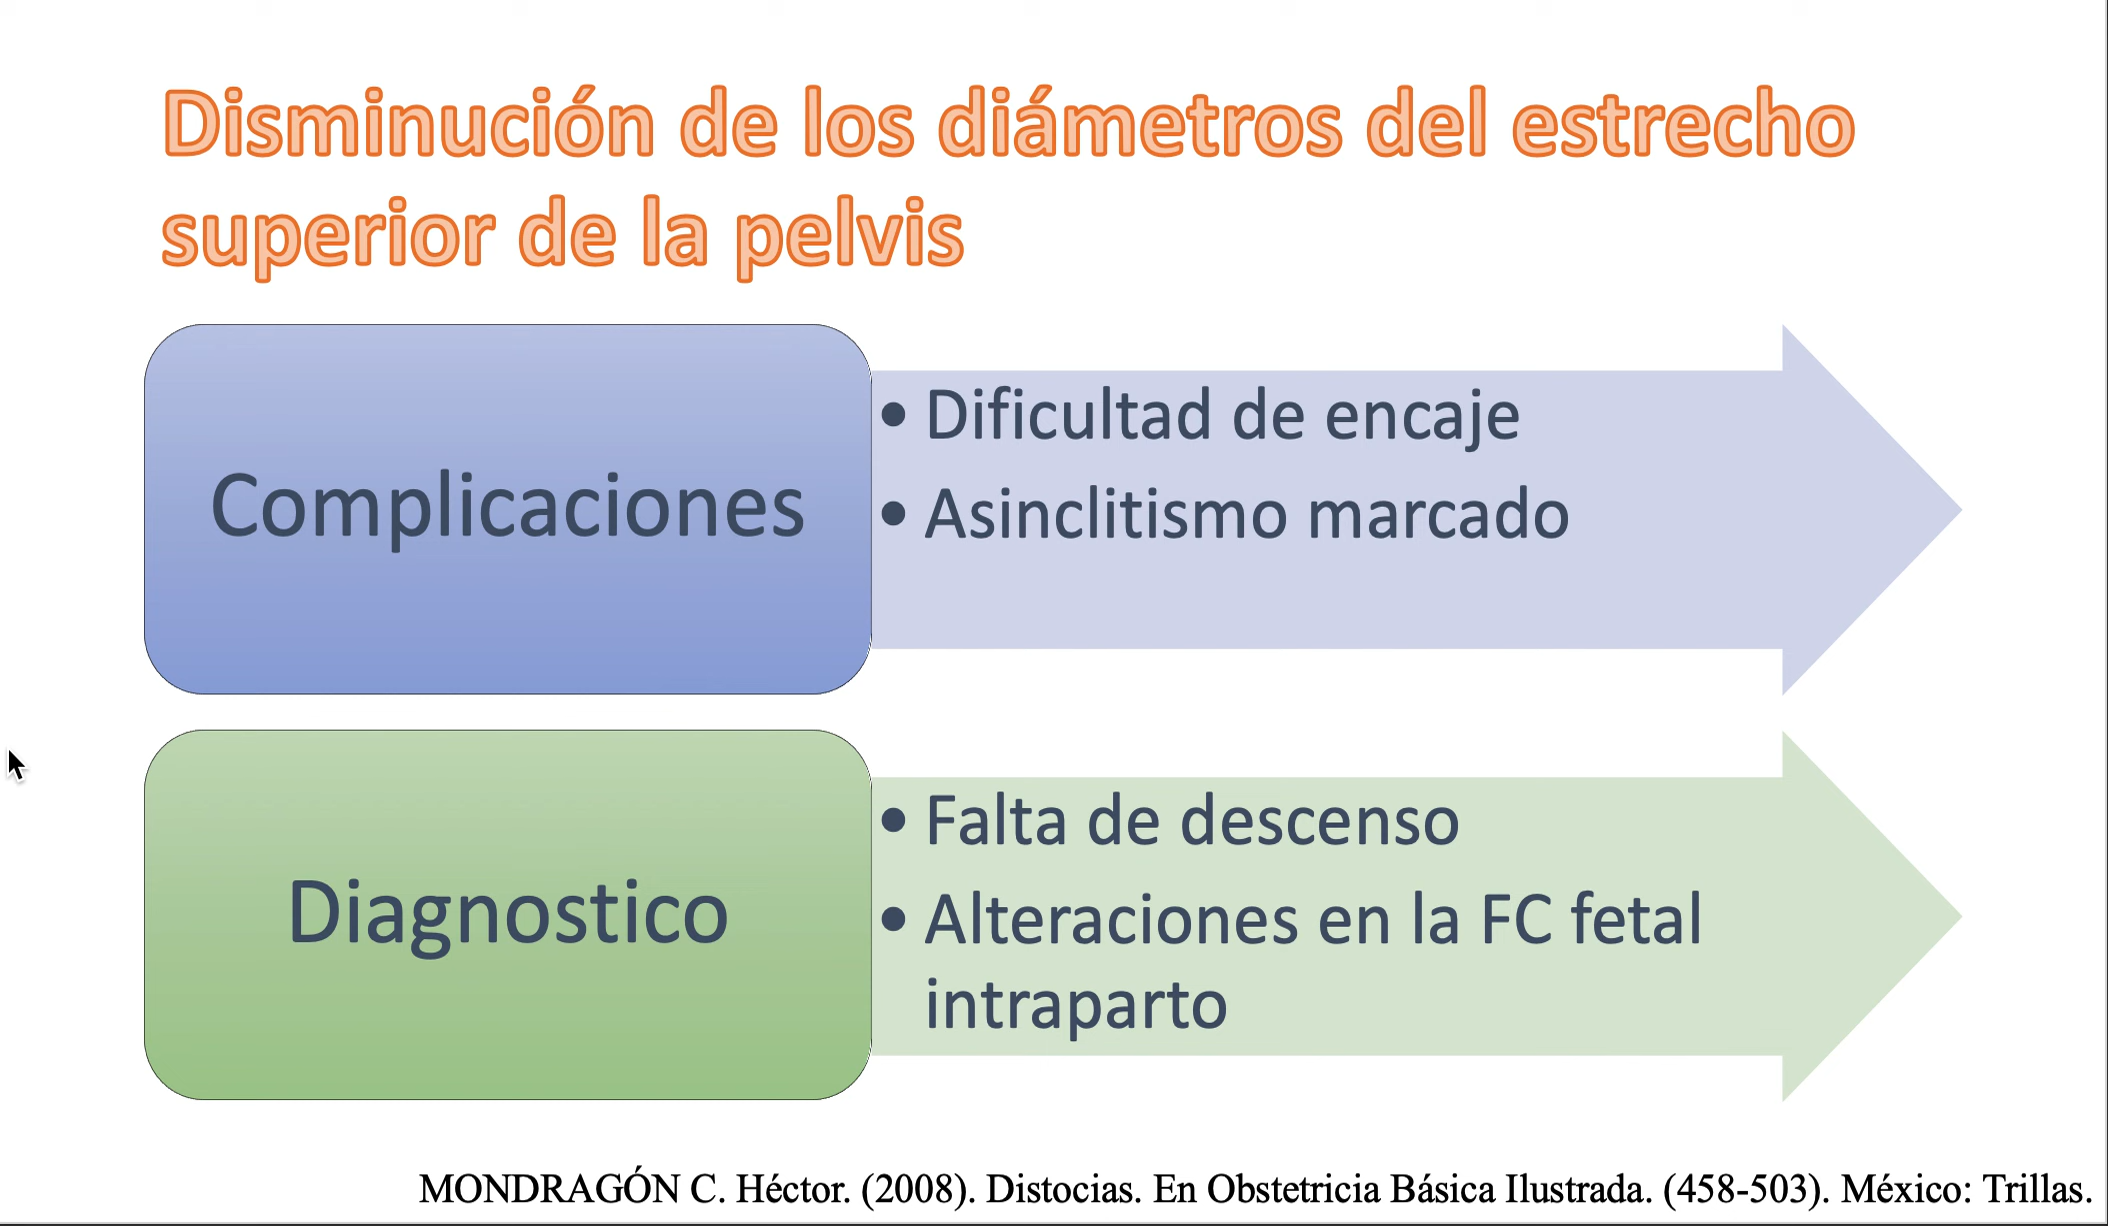 Disminución de los diámetros del estrecho
superior de la pelvis
Complicaciones
• Dificultad de encaje
• Asinclitismo marcado
Diagnostico
• Falta de descenso
• Alteraciones en la FC fetal
intraparto
MONDRAGÓN C. Héctor. (2008). Distocias. En Obstetricia Básica Ilustrada. (458-503). México: Trillas.